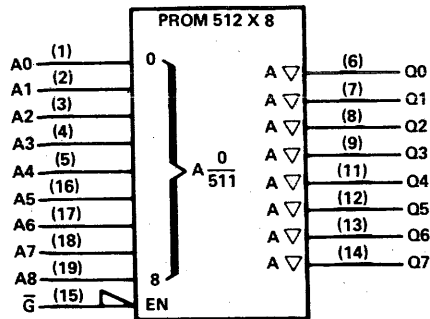 PROM 512 X 8
A0 (1) 0 A ▽ (6) Q0
A1 (2) A ▽ (7) Q1
A2 (3) A ▽ (8) Q2
A3 (4) A ▽ (9) Q3
A4 (5) A 0/511 A ▽ (11) Q4
A5 (16) A ▽ (12) Q5
A6 (17) A ▽ (13) Q6
A7 (18) A ▽ (14) Q7
A8 (19) 8
G̅ (15) EN